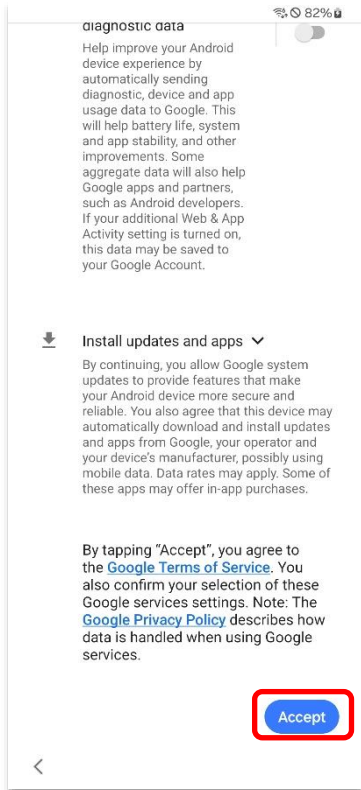 82%
diagnostic data
Help improve your Android
device experience by
automatically sending
diagnostic, device and app
usage data to Google. This
will help battery life, system
and app stability, and other
improvements. Some
aggregate data will also help
Google apps and partners,
such as Android developers.
If your additional Web & App
Activity setting is turned on,
this data may be saved to
your Google Account.
Install updates and apps
By continuing, you allow Google system
updates to provide features that make
your Android device more secure and
reliable. You also agree that this device may
automatically download and install updates
and apps from Google, your operator and
your device's manufacturer, possibly using
mobile data. Data rates may apply. Some of
these apps may offer in-app purchases.
By tapping “Accept”, you agree to
the Google Terms of Service. You
also confirm your selection of these
Google services settings. Note: The
Google Privacy Policy describes how
data is handled when using Google
services.
Accept